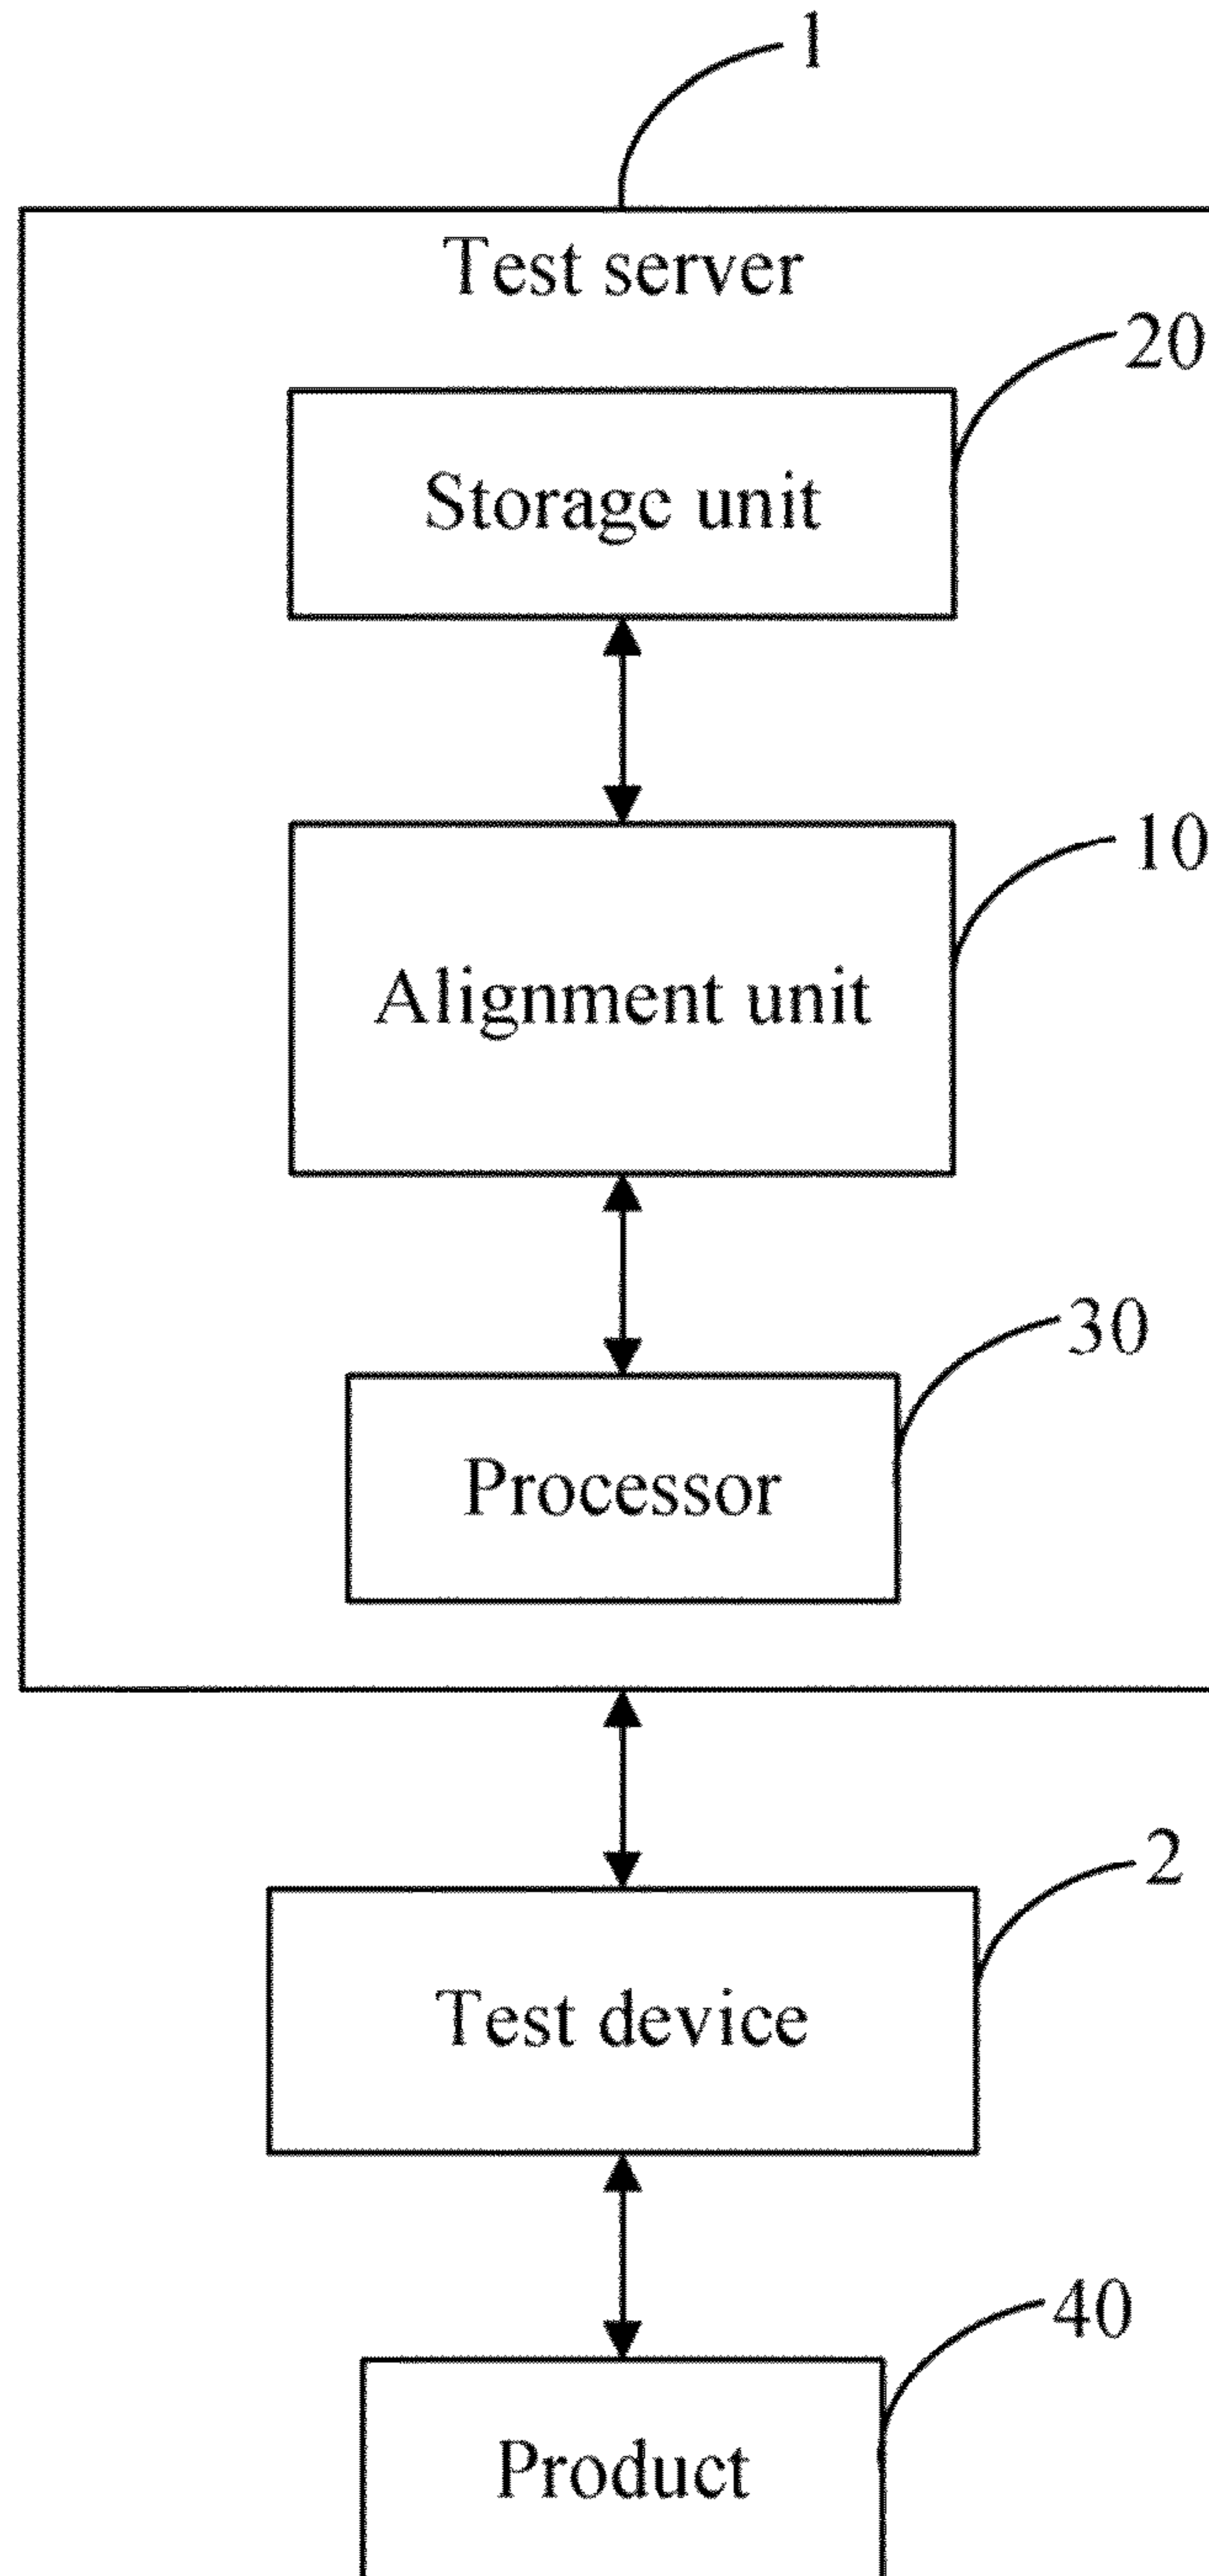 1
Test server
20
Storage unit
10
Alignment unit
30
Processor
2
Test device
40
Product